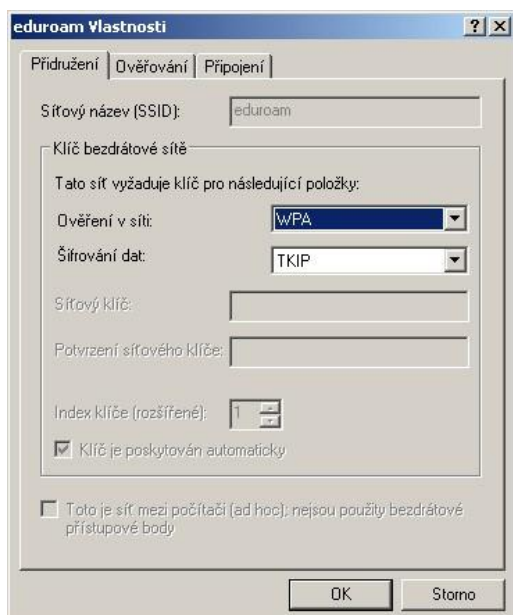 eduroam Vlastnosti
Přidružení Ověřování Připojení
Síťový název (SSID): eduroam
Klíč bezdrátové sítě
Tato síť vyžaduje klíč pro následující položky:
Ověření v síti: WPA
Šifrování dat: TKIP
Síťový klíč:
Potvrzení síťového klíče:
Index klíče (rozšířené): 1
Klíč je poskytován automaticky
Toto je síť mezi počítači (ad hoc); nejsou použity bezdrátové
přístupové body
OK Storno